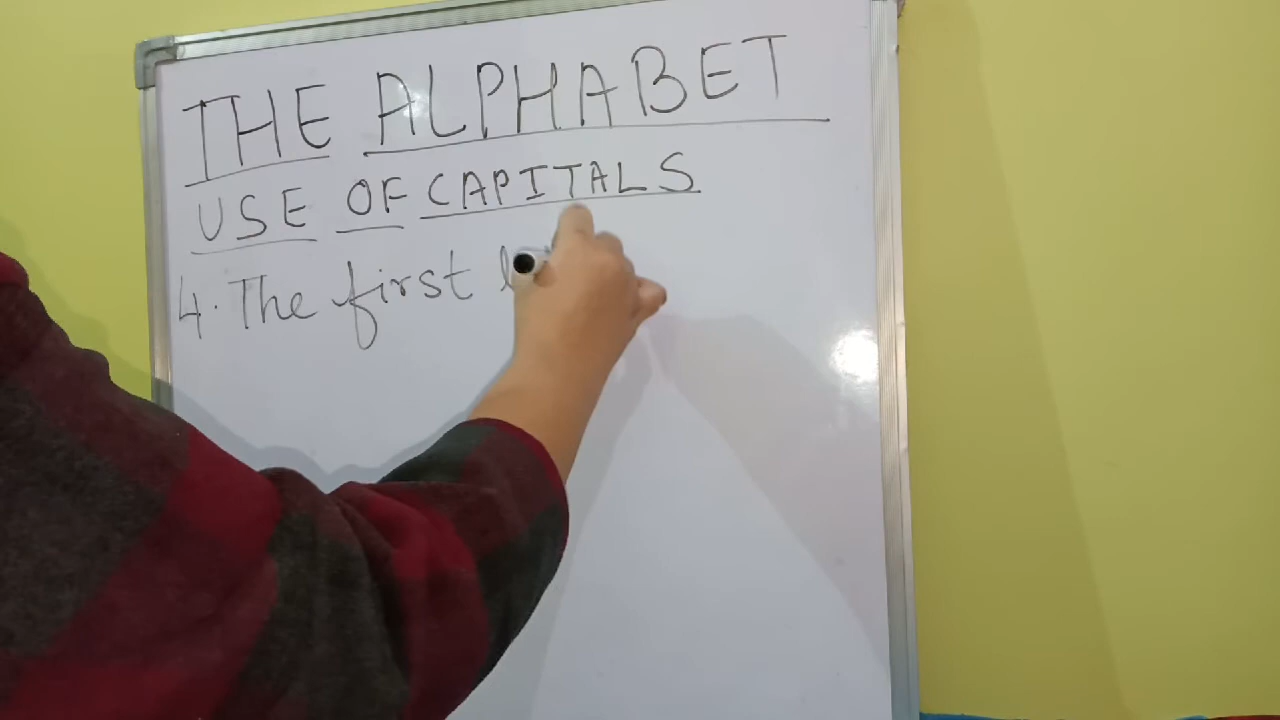 THE ALPHABET
USE OF CAPITALS
4. The first